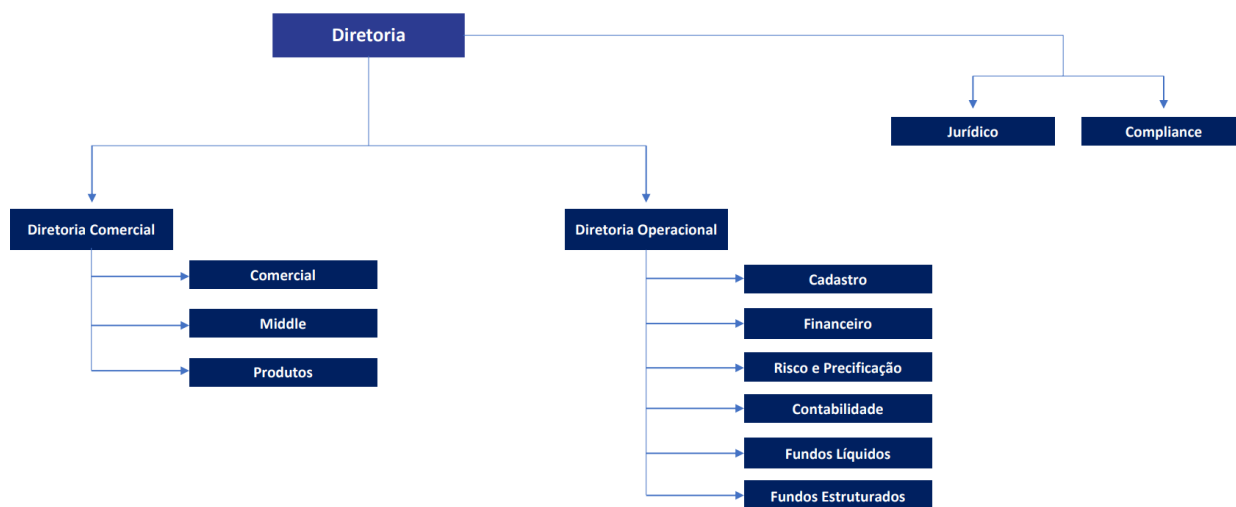 Diretoria
Jurídico
Compliance
Diretoria Comercial
Comercial
Middle
Produtos
Diretoria Operacional
Cadastro
Financeiro
Risco e Precificação
Contabilidade
Fundos Líquidos
Fundos Estruturados